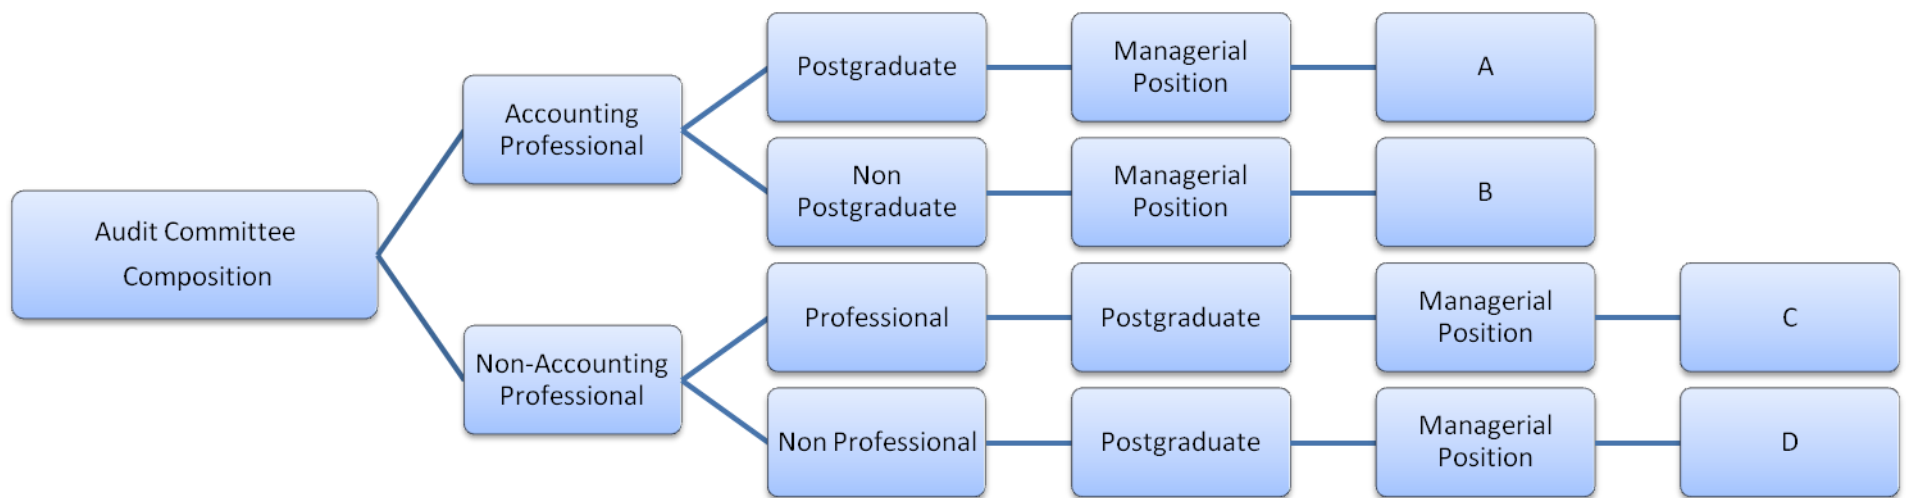 Audit Committee
Composition
Accounting
Professional
Postgraduate
Managerial
Position
A
Non
Postgraduate
Managerial
Position
B
Non-Accounting
Professional
Professional
Postgraduate
Managerial
Position
C
Non Professional
Postgraduate
Managerial
Position
D